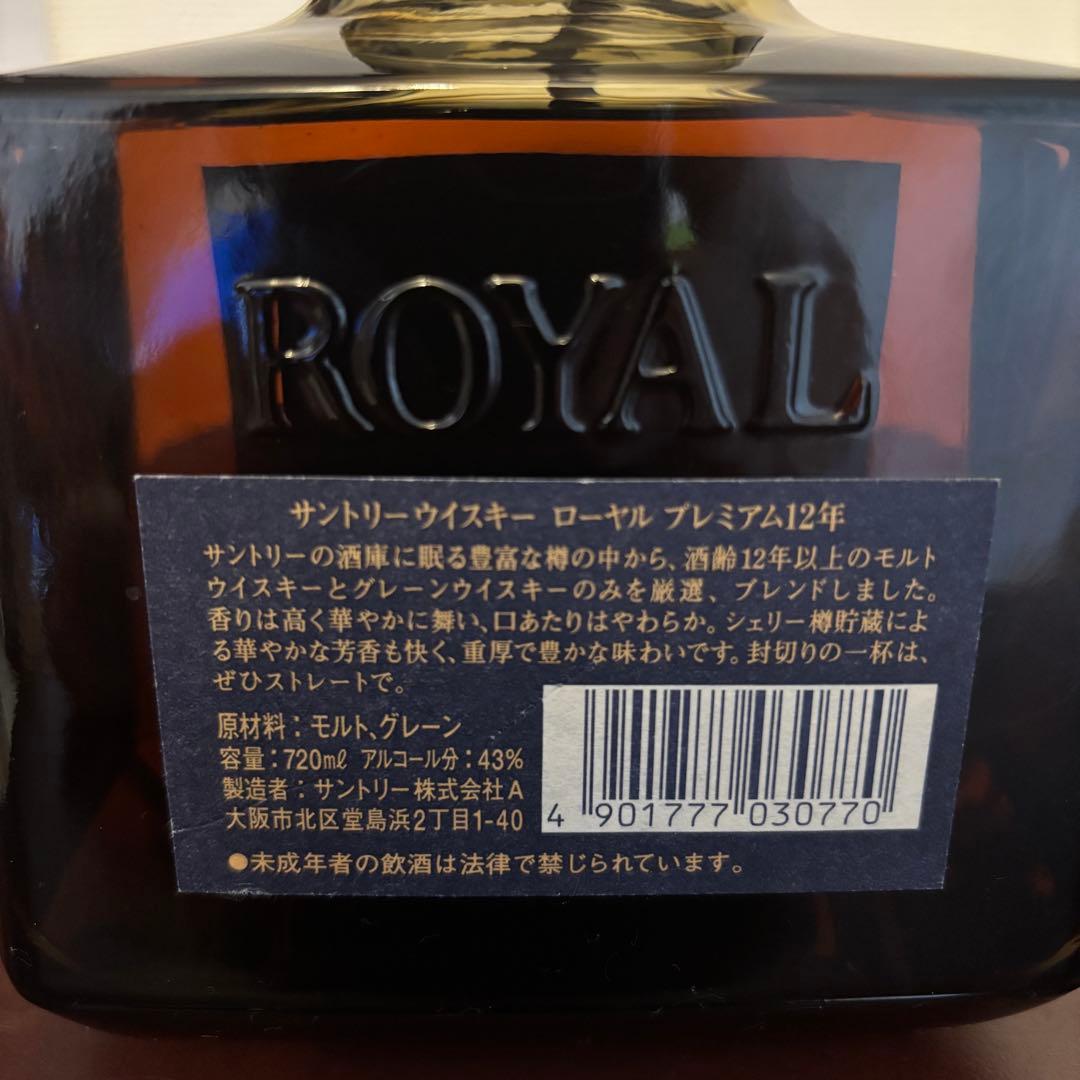 ROYAL
サントリーウイスキー ローヤル プレミアム12年
サントリーの酒庫に眠る豊富な樽の中から、酒齢12年以上のモルト
ウイスキーとグレーンウイスキーのみを厳選、ブレンドしました。
香りは高く華やかに舞い、口あたりはやわらか。シェリー樽貯蔵によ
る華やかな芳香も快く、重厚で豊かな味わいです。封切りの一杯は、
ぜひストレートで。
原材料：モルト、グレーン
容量：720mℓ アルコール分：43%
製造者：サントリー株式会社A
大阪市北区堂島浜2丁目1-40
4 901777 030770
●未成年者の飲酒は法律で禁じられています。